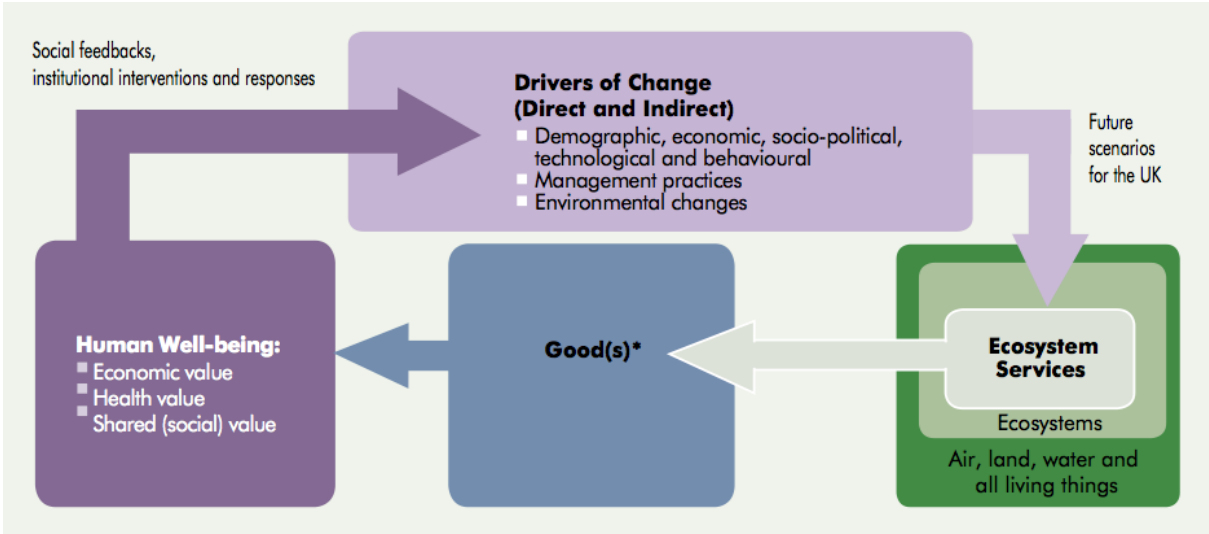 Social feedbacks,
institutional interventions and responses
Drivers of Change
(Direct and Indirect)
Demographic, economic, socio-political,
technological and behavioural
Management practices
Environmental changes
Future
scenarios
for the UK
Human Well-being:
Economic value
Health value
Shared (social) value
Good(s)*
Ecosystem
Services
Ecosystems
Air, land, water and
all living things